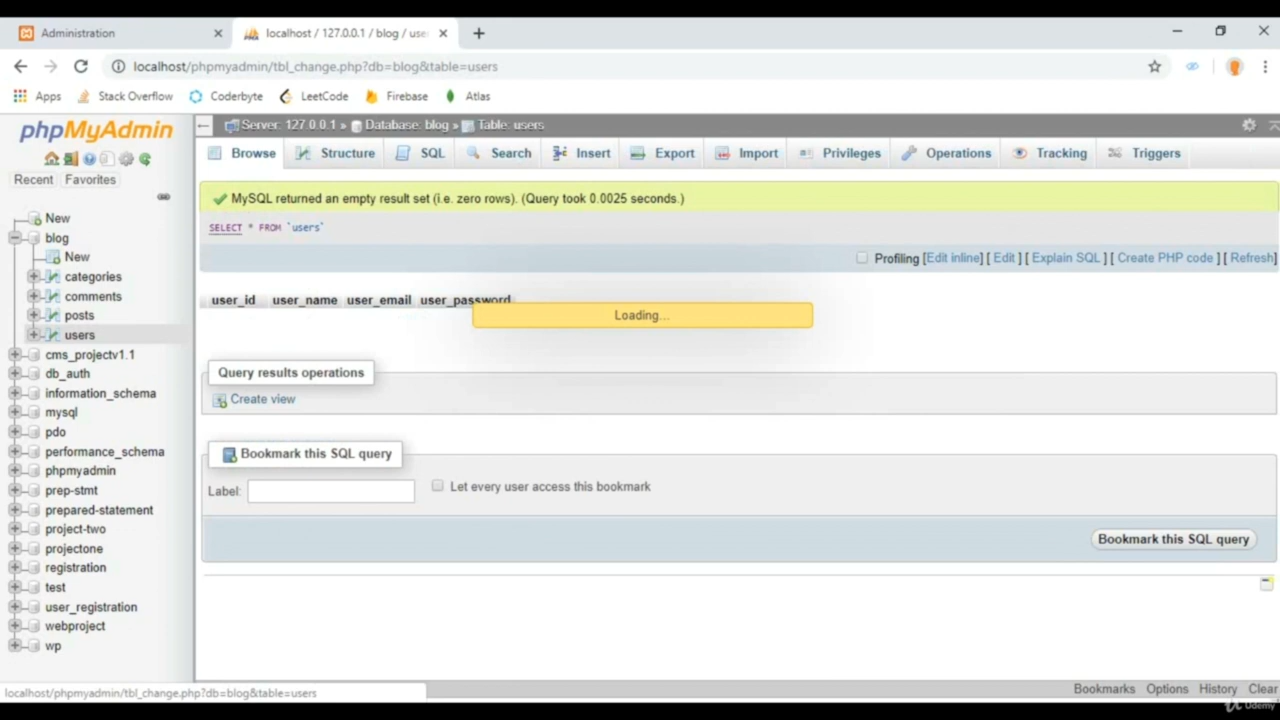 Administration
localhost / 127.0.0.1 / blog / use
localhost/phpmyadmin/tbl_change.php?db=blog&table=users
Apps Stack Overflow Coderbyte LeetCode Firebase Atlas
phpMyAdmin
Recent Favorites
New
blog
New
categories
comments
posts
users
cms_projectv1.1
db_auth
information_schema
mysql
pdo
performance_schema
phpmyadmin
prep-stmt
prepared-statement
project-two
projectone
registration
test
user_registration
webproject
wp
Server: 127.0.0.1 » Database: blog » Table: users
Browse Structure SQL Search Insert Export Import Privileges Operations Tracking Triggers
MySQL returned an empty result set (i.e. zero rows). (Query took 0.0025 seconds.)
SELECT * FROM `users`
Profiling [Edit inline] [ Edit ] [ Explain SQL ] [ Create PHP code ] [ Refresh]
user_id user_name user_email user_password
Loading...
Query results operations
Create view
Bookmark this SQL query
Label: Let every user access this bookmark
Bookmark this SQL query
localhost/phpmyadmin/tbl_change.php?db=blog&table=users
Bookmarks Options History Clear
Udemy